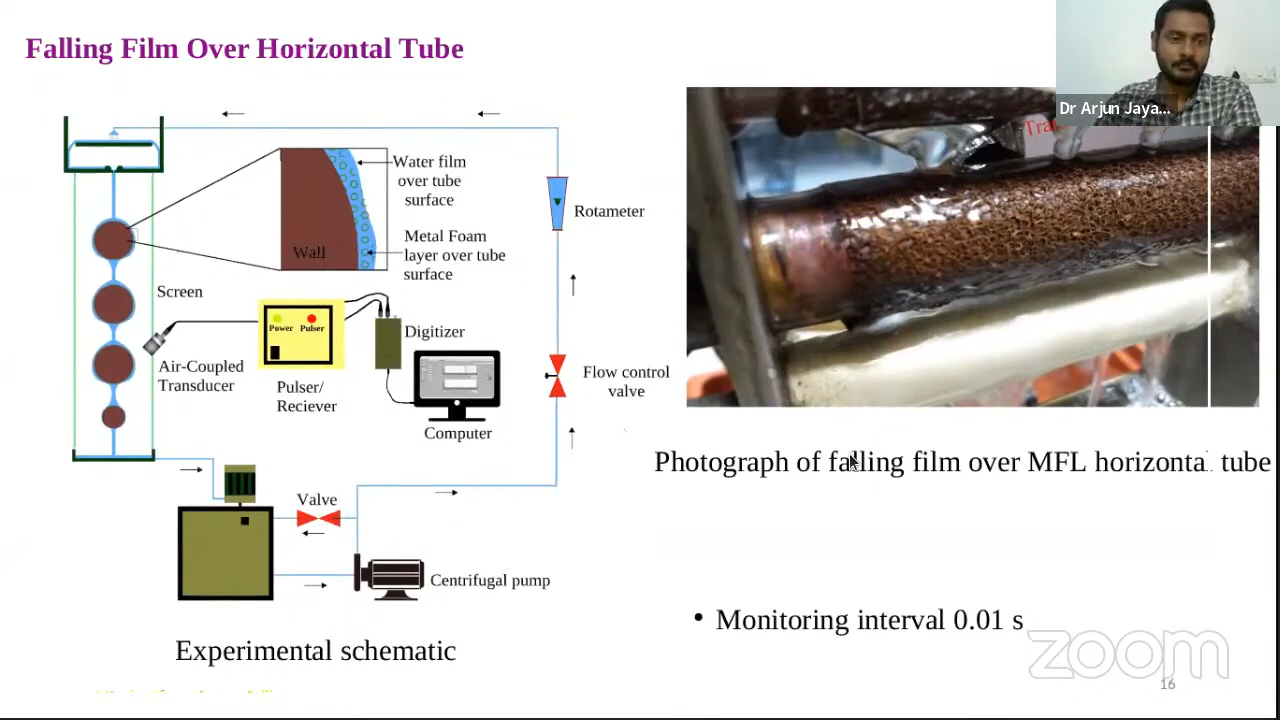 Falling Film Over Horizontal Tube
Dr Arjun Jaya...
Water film
over tube
surface
Wall
Metal Foam
layer over tube
surface
Rotameter
Screen
Power Pulser
Digitizer
Air-Coupled
Transducer
Pulser/
Reciever
Computer
Flow control
valve
Valve
Centrifugal pump
Experimental schematic
Photograph of falling film over MFL horizontal tube
• Monitoring interval 0.01 s
zoom
16